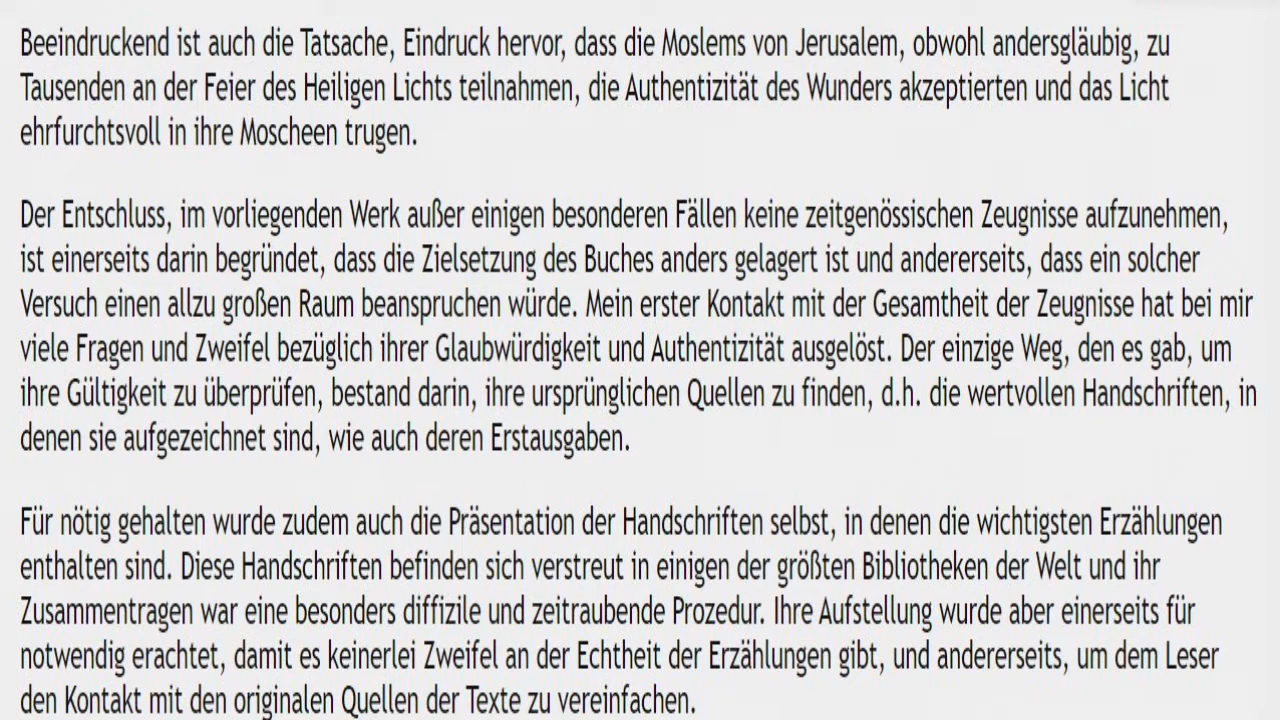 Beeindruckend ist auch die Tatsache, Eindruck hervor, dass die Moslems von Jerusalem, obwohl andersgläubig, zu
Tausenden an der Feier des Heiligen Lichts teilnahmen, die Authentizität des Wunders akzeptierten und das Licht
ehrfurchtsvoll in ihre Moscheen trugen.
Der Entschluss, im vorliegenden Werk außer einigen besonderen Fällen keine zeitgenössischen Zeugnisse aufzunehmen,
ist einerseits darin begründet, dass die Zielsetzung des Buches anders gelagert ist und andererseits, dass ein solcher
Versuch einen allzu großen Raum beanspruchen würde. Mein erster Kontakt mit der Gesamtheit der Zeugnisse hat bei mir
viele Fragen und Zweifel bezüglich ihrer Glaubwürdigkeit und Authentizität ausgelöst. Der einzige Weg, den es gab, um
ihre Gültigkeit zu überprüfen, bestand darin, ihre ursprünglichen Quellen zu finden, d.h. die wertvollen Handschriften, in
denen sie aufgezeichnet sind, wie auch deren Erstausgaben.
Für nötig gehalten wurde zudem auch die Präsentation der Handschriften selbst, in denen die wichtigsten Erzählungen
enthalten sind. Diese Handschriften befinden sich verstreut in einigen der größten Bibliotheken der Welt und ihr
Zusammentragen war eine besonders diffizile und zeitraubende Prozedur. Ihre Aufstellung wurde aber einerseits für
notwendig erachtet, damit es keinerlei Zweifel an der Echtheit der Erzählungen gibt, und andererseits, um dem Leser
den Kontakt mit den originalen Quellen der Texte zu vereinfachen.